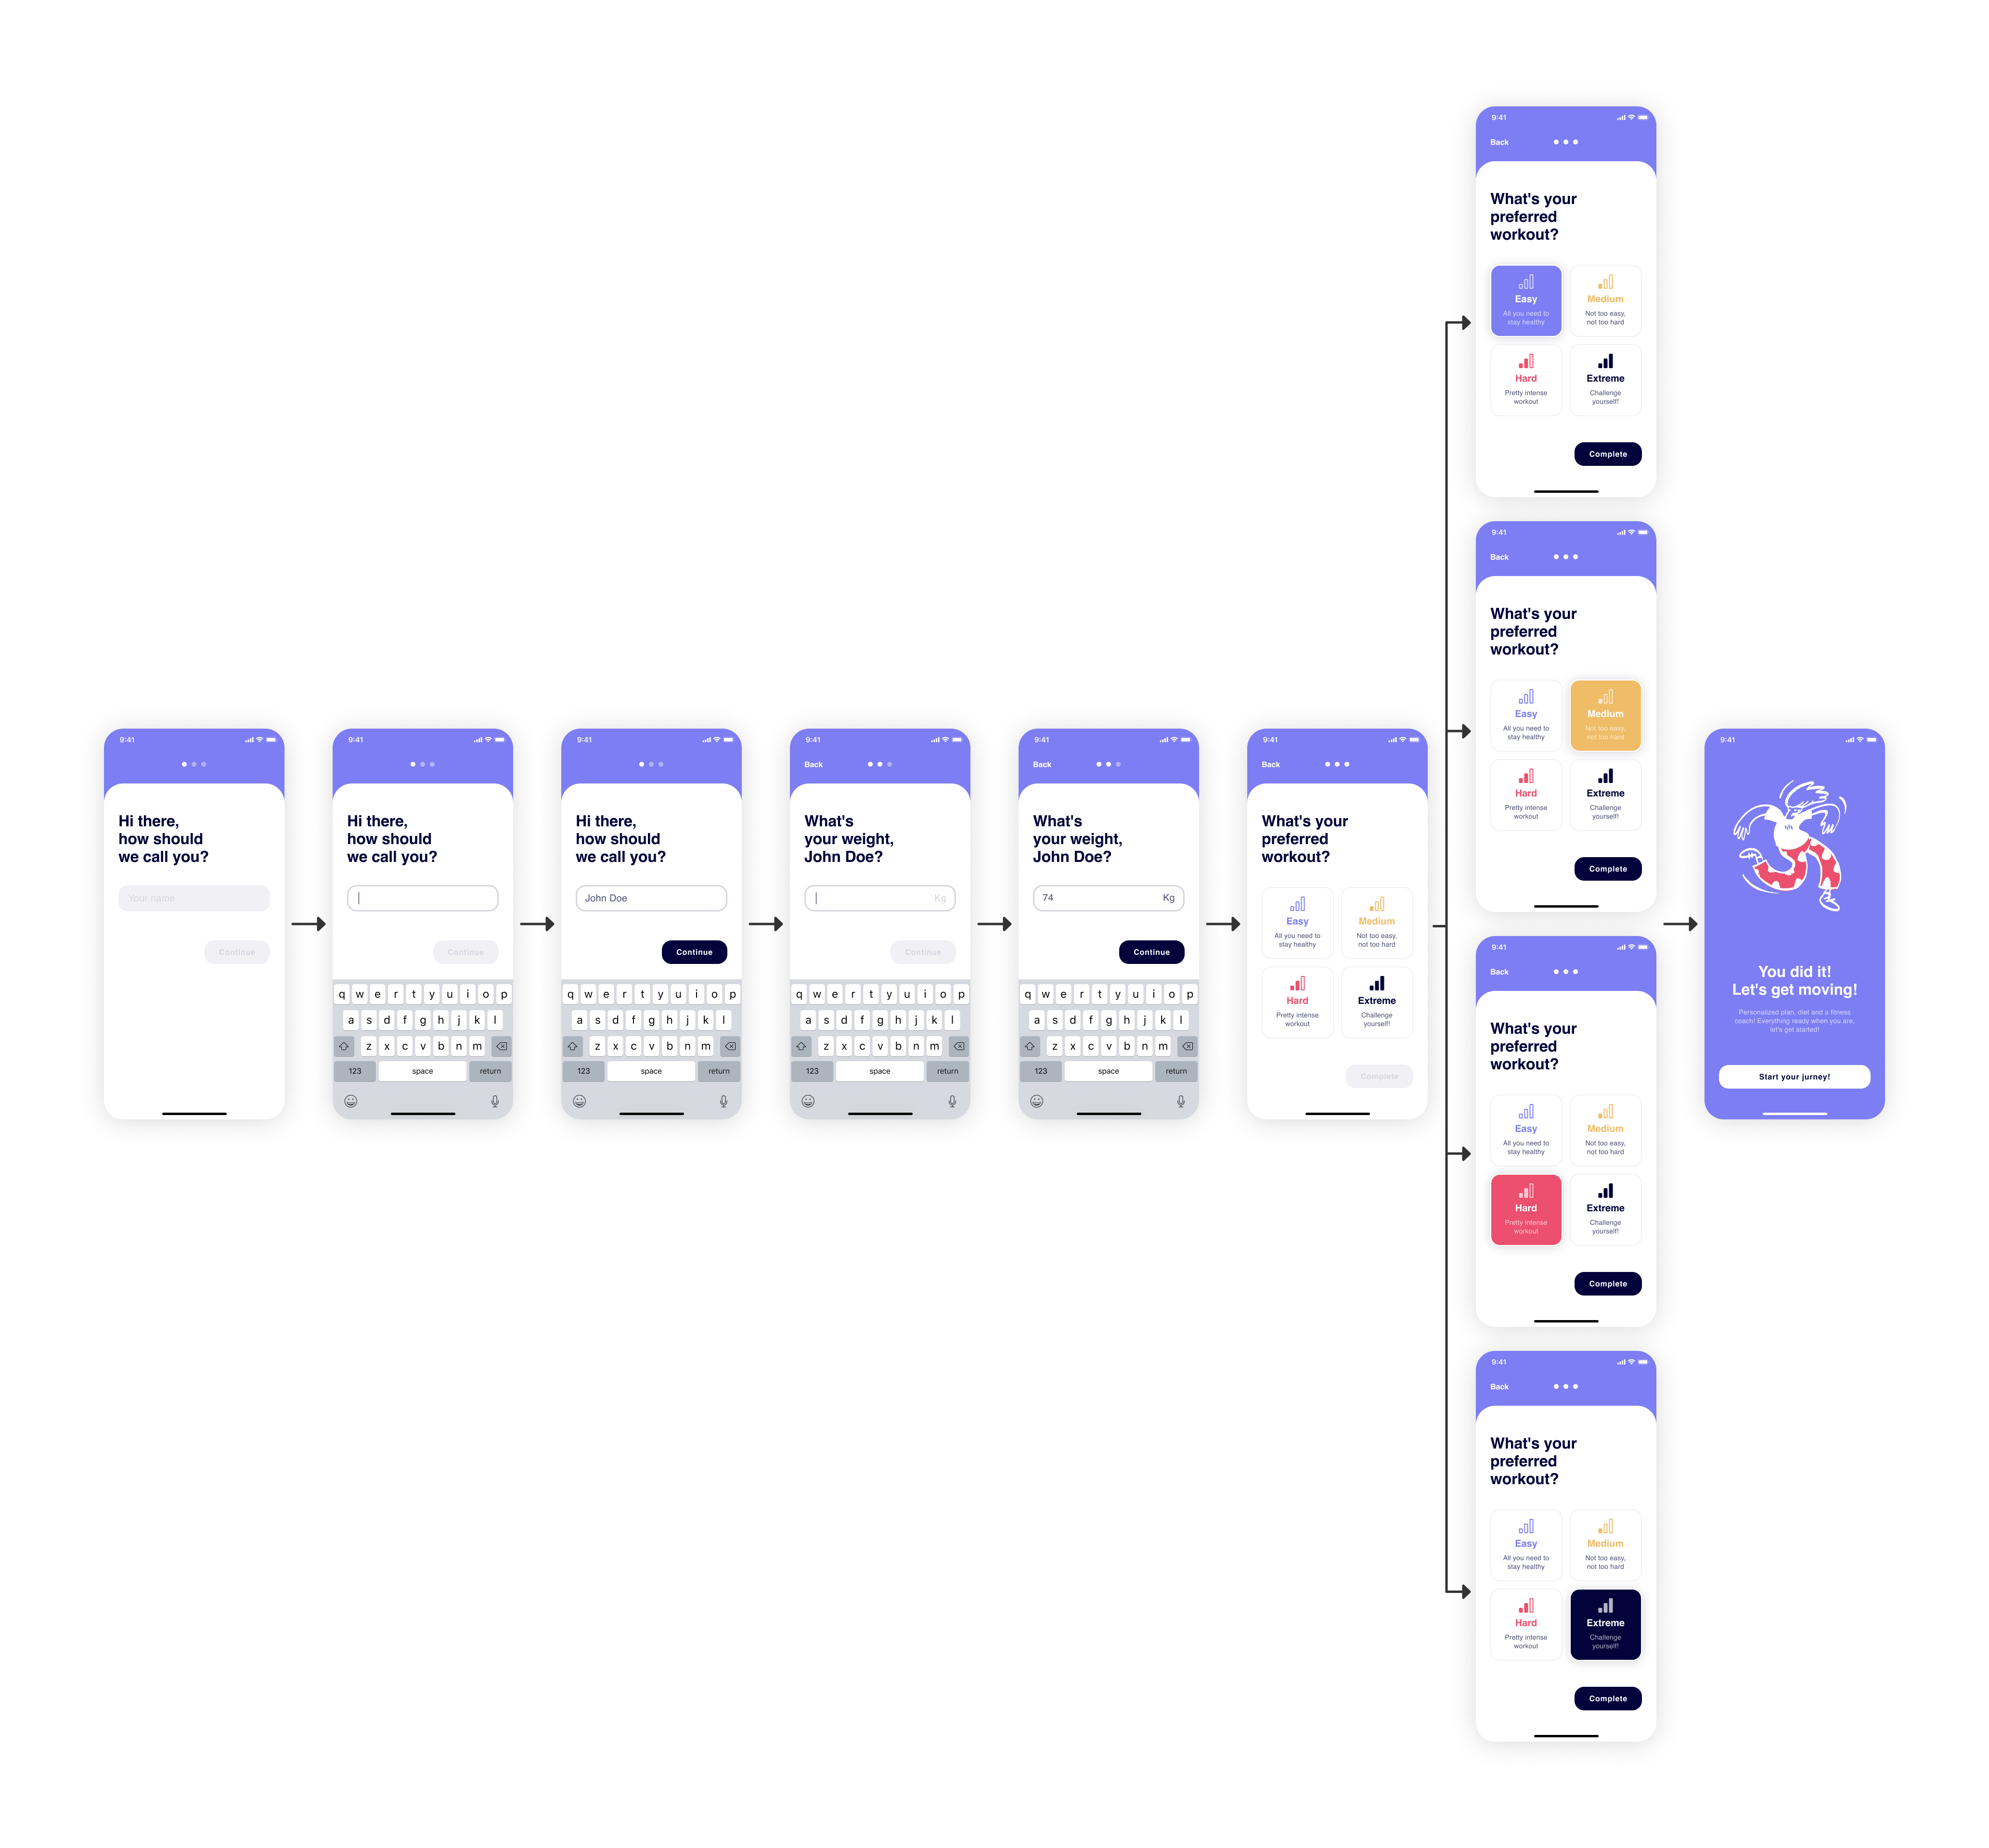 9:41
Hi there,
how should
we call you?
Your name
Continue
9:41
Hi there,
how should
we call you?
Continue
q w e r t y u i o p
a s d f g h j k l
z x c v b n m
123 space return
9:41
Hi there,
how should
we call you?
John Doe
Continue
q w e r t y u i o p
a s d f g h j k l
z x c v b n m
123 space return
9:41
Back
What's
your weight,
John Doe?
Kg
Continue
q w e r t y u i o p
a s d f g h j k l
z x c v b n m
123 space return
9:41
Back
What's
your weight,
John Doe?
74 Kg
Continue
q w e r t y u i o p
a s d f g h j k l
z x c v b n m
123 space return
9:41
Back
What's your
preferred
workout?
Easy
All you need to
stay healthy
Medium
Not too easy,
not too hard
Hard
Pretty intense
workout
Extreme
Challenge
yourself!
Complete
9:41
Back
What's your
preferred
workout?
Easy
All you need to
stay healthy
Medium
Not too easy,
not too hard
Hard
Pretty intense
workout
Extreme
Challenge
yourself!
Complete
9:41
Back
What's your
preferred
workout?
Easy
All you need to
stay healthy
Medium
Not too easy,
not too hard
Hard
Pretty intense
workout
Extreme
Challenge
yourself!
Complete
9:41
Back
What's your
preferred
workout?
Easy
All you need to
stay healthy
Medium
Not too easy,
not too hard
Hard
Pretty intense
workout
Extreme
Challenge
yourself!
Complete
9:41
Back
What's your
preferred
workout?
Easy
All you need to
stay healthy
Medium
Not too easy,
not too hard
Hard
Pretty intense
workout
Extreme
Challenge
yourself!
Complete
9:41
You did it!
Let's get moving!
Personalized plan, diet and a fitness
coach! Everything ready when you are,
let's get started!
Start your jurney!